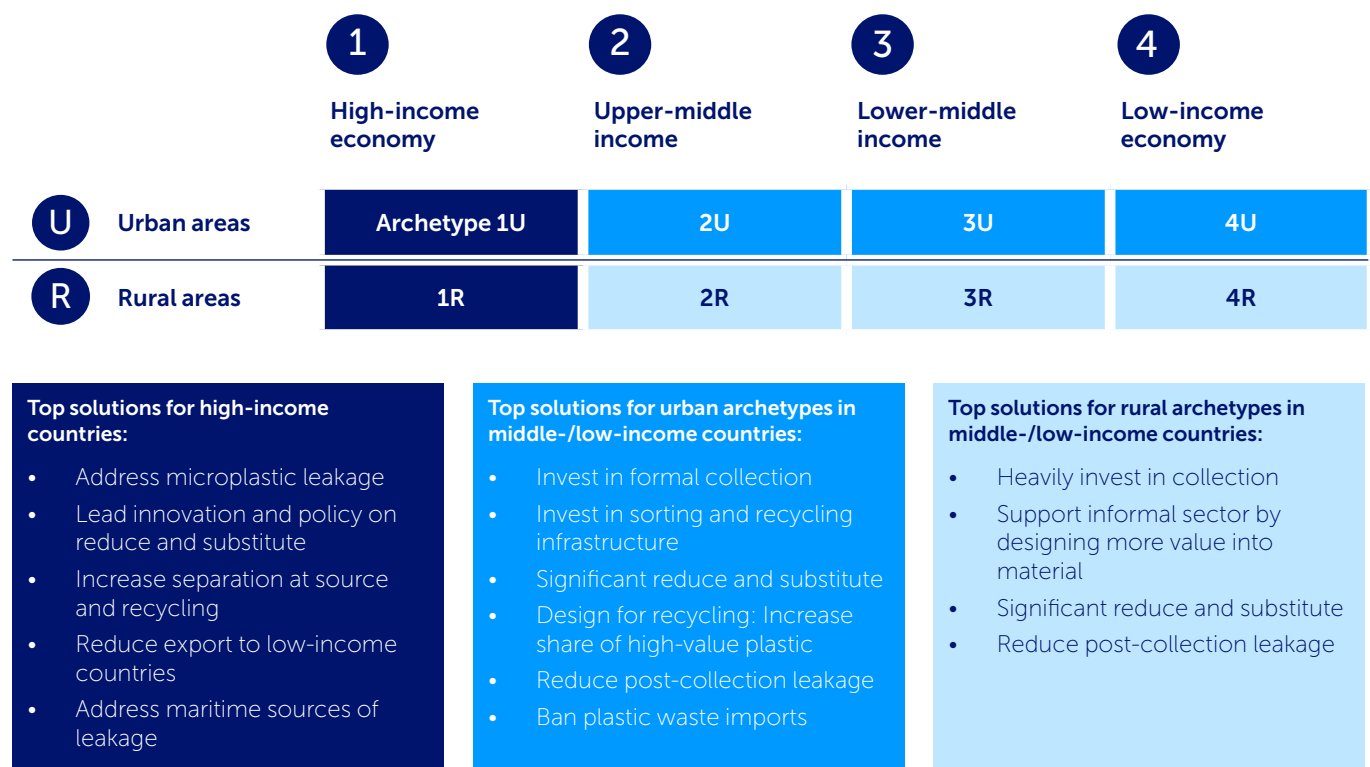 1
2
3
4
High-income
economy
Upper-middle
income
Lower-middle
income
Low-income
economy
U
Urban areas
Archetype 1U
2U
3U
4U
R
Rural areas
1R
2R
3R
4R
Top solutions for high-income
countries:
• Address microplastic leakage
• Lead innovation and policy on
reduce and substitute
• Increase separation at source
and recycling
• Reduce export to low-income
countries
• Address maritime sources of
leakage
Top solutions for urban archetypes in
middle-/low-income countries:
• Invest in formal collection
• Invest in sorting and recycling
infrastructure
• Significant reduce and substitute
• Design for recycling: Increase
share of high-value plastic
• Reduce post-collection leakage
• Ban plastic waste imports
Top solutions for rural archetypes in
middle-/low-income countries:
• Heavily invest in collection
• Support informal sector by
designing more value into
material
• Significant reduce and substitute
• Reduce post-collection leakage